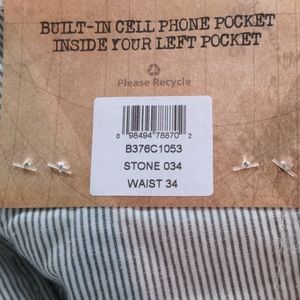 BUILT-IN CELL PHONE POCKET
INSIDE YOUR LEFT POCKET
Please Recycle
0 96494 78870 2
B376C1053
STONE 034
WAIST 34